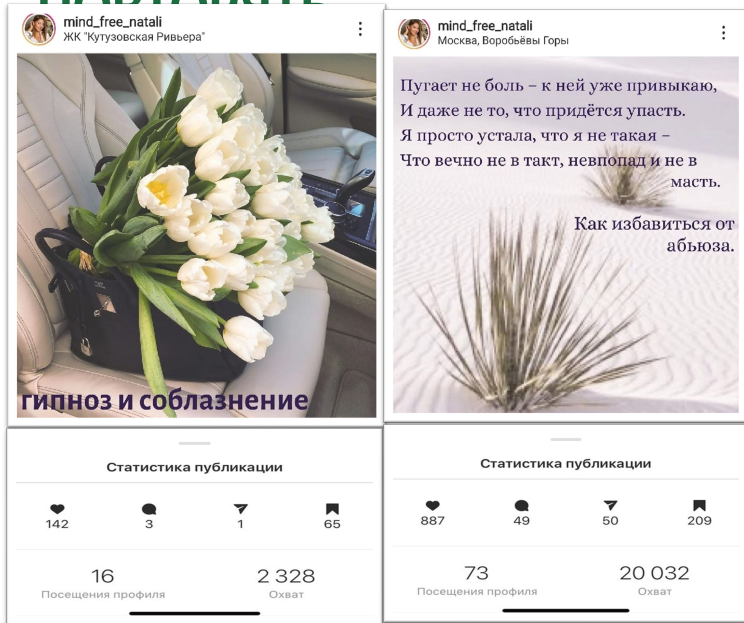 mind_free_natali
ЖК "Кутузовская Ривьера"
гипноз и соблазнение
Статистика публикации
142 3 1 65
16 2 328
Посещения профиля Охват
mind_free_natali
Москва, Воробьёвы Горы
Пугает не боль – к ней уже привыкаю,
И даже не то, что придётся упасть.
Я просто устала, что я не такая –
Что вечно не в такт, невпопад и не в
масть.
Как избавиться от
абьюза.
Статистика публикации
887 49 50 209
73 20 032
Посещения профиля Охват